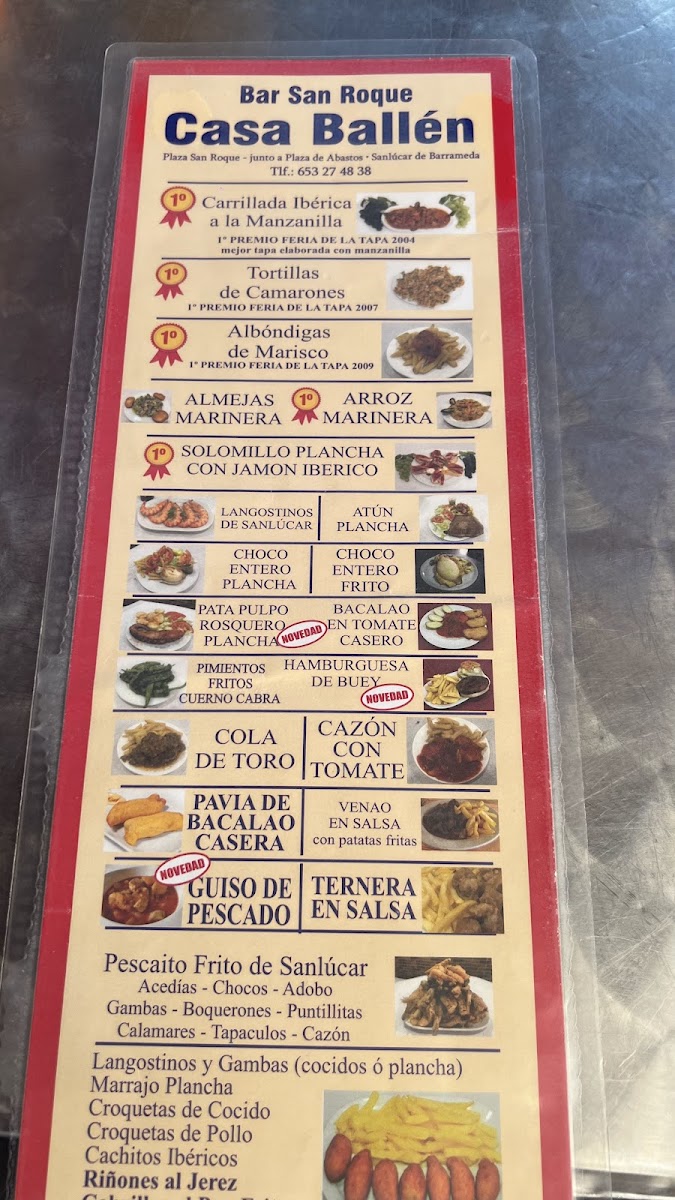 Bar San Roque
Casa Ballén
Plaza San Roque - junto a Plaza de Abastos · Sanlúcar de Barrameda
Tlf.: 653 27 48 38
1º
Carrillada Ibérica
a la Manzanilla
1º PREMIO FERIA DE LA TAPA 2004
mejor tapa elaborada con manzanilla
1º
Tortillas
de Camarones
1º PREMIO FERIA DE LA TAPA 2007
1º
Albóndigas
de Marisco
1º PREMIO FERIA DE LA TAPA 2009
ALMEJAS
MARINERA
1º
ARROZ
MARINERA
1º
SOLOMILLO PLANCHA
CON JAMON IBERICO
LANGOSTINOS
DE SANLÚCAR
ATÚN
PLANCHA
CHOCO
ENTERO
PLANCHA
CHOCO
ENTERO
FRITO
PATA PULPO
ROSQUERO
PLANCHA
NOVEDAD
BACALAO
EN TOMATE
CASERO
PIMIENTOS
FRITOS
CUERNO CABRA
HAMBURGUESA
DE BUEY
NOVEDAD
COLA
DE TORO
CAZÓN
CON
TOMATE
PAVIA DE
BACALAO
CASERA
VENAO
EN SALSA
con patatas fritas
NOVEDAD
GUISO DE
PESCADO
TERNERA
EN SALSA
Pescaito Frito de Sanlúcar
Acedías - Chocos - Adobo
Gambas - Boquerones - Puntillitas
Calamares - Tapaculos - Cazón
Langostinos y Gambas (cocidos ó plancha)
Marrajo Plancha
Croquetas de Cocido
Croquetas de Pollo
Cachitos Ibéricos
Riñones al Jerez